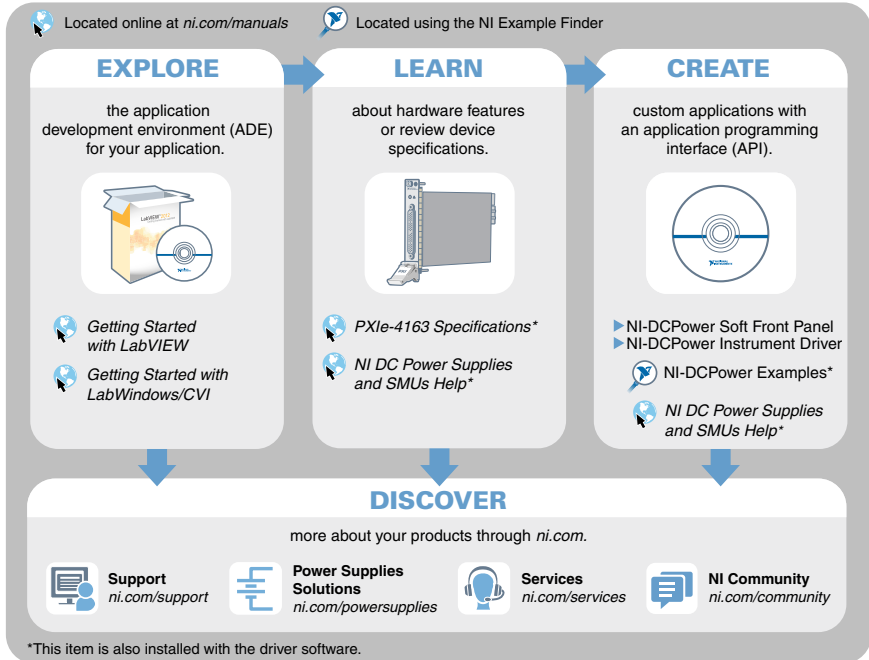 Located online at ni.com/manuals
Located using the NI Example Finder
EXPLORE
the application
development environment (ADE)
for your application.
LabVIEW
Getting Started
with LabVIEW
Getting Started with
LabWindows/CVI
LEARN
about hardware features
or review device
specifications.
PXIe-4163 Specifications*
NI DC Power Supplies
and SMUs Help*
CREATE
custom applications with
an application programming
interface (API).
NI-DCPower Soft Front Panel
NI-DCPower Instrument Driver
NI-DCPower Examples*
NI DC Power Supplies
and SMUs Help*
DISCOVER
more about your products through ni.com.
Support
ni.com/support
Power Supplies
Solutions
ni.com/powersupplies
Services
ni.com/services
NI Community
ni.com/community
*This item is also installed with the driver software.